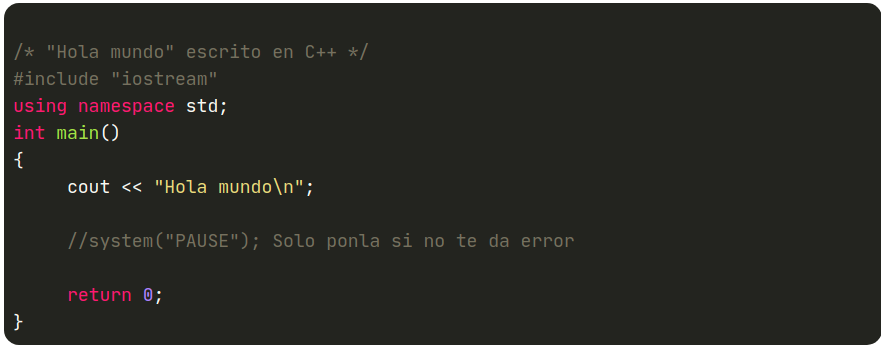 /* "Hola mundo" escrito en C++ */
#include "iostream"
using namespace std;
int main()
{
     cout << "Hola mundo\n";
     //system("PAUSE"); Solo ponla si no te da error
     return 0;
}